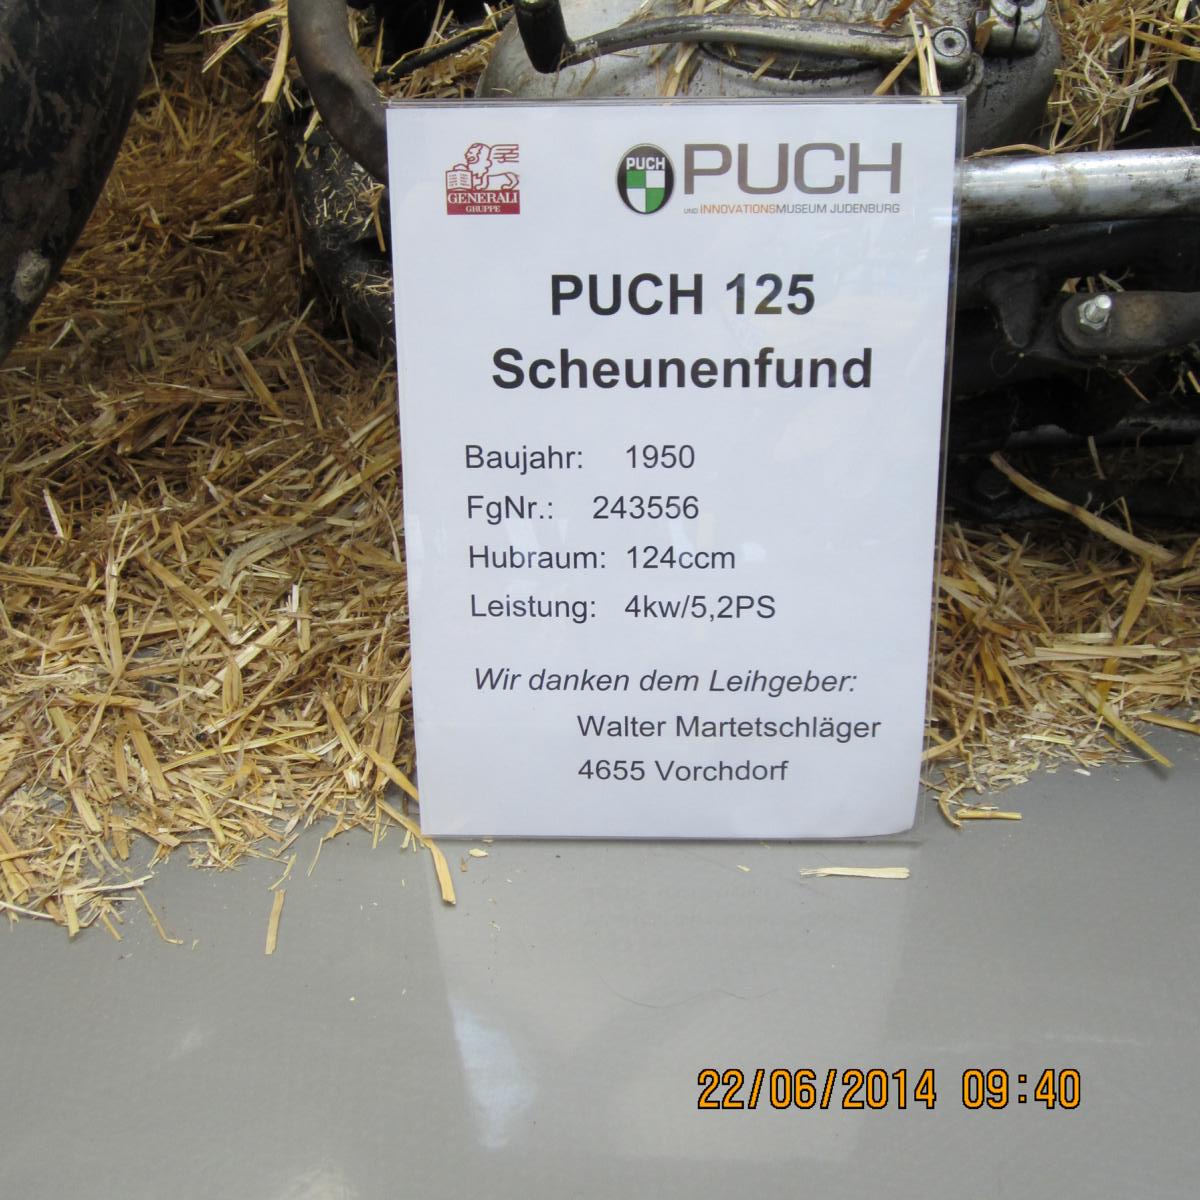 GENERALI
GRUPPE
PUCH
PUCH
UND INNOVATIONSMUSEUM JUDENBURG
PUCH 125
Scheunenfund
Baujahr: 1950
FgNr.: 243556
Hubraum: 124ccm
Leistung: 4kw/5,2PS
Wir danken dem Leihgeber:
Walter Martetschläger
4655 Vorchdorf
22/06/2014 09:40